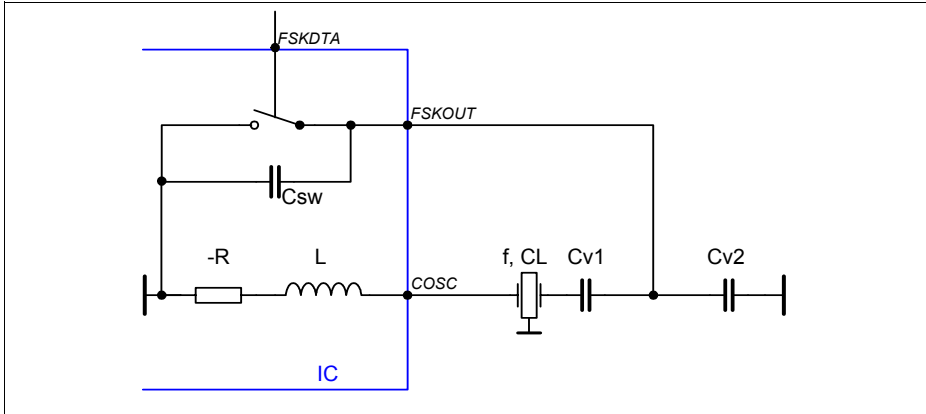 FSKDTA
FSKOUT
Csw
-R L
COSC
f, CL Cv1 Cv2
IC